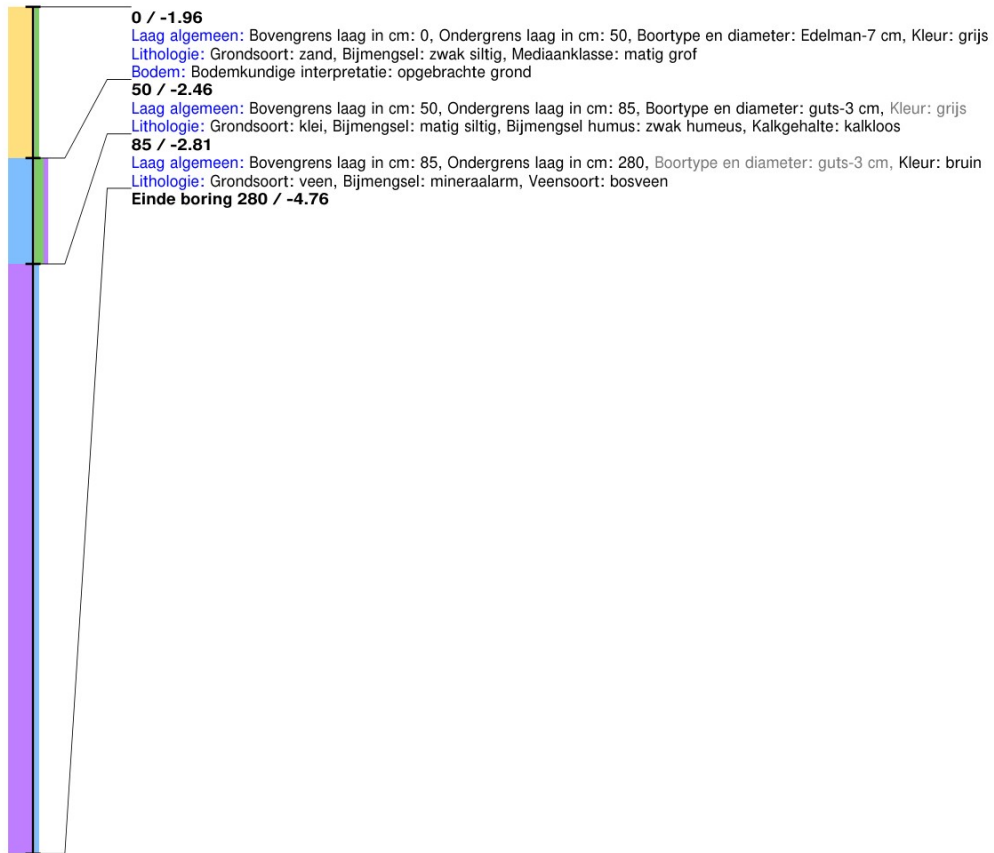 0 / -1.96
Laag algemeen: Bovengrens laag in cm: 0, Ondergrens laag in cm: 50, Boortype en diameter: Edelman-7 cm, Kleur: grijs
Lithologie: Grondsoort: zand, Bijmengsel: zwak siltig, Mediaanklasse: matig grof
Bodem: Bodemkundige interpretatie: opgebrachte grond
50 / -2.46
Laag algemeen: Bovengrens laag in cm: 50, Ondergrens laag in cm: 85, Boortype en diameter: guts-3 cm, Kleur: grijs
Lithologie: Grondsoort: klei, Bijmengsel: matig siltig, Bijmengsel humus: zwak humeus, Kalkgehalte: kalkloos
85 / -2.81
Laag algemeen: Bovengrens laag in cm: 85, Ondergrens laag in cm: 280, Boortype en diameter: guts-3 cm, Kleur: bruin
Lithologie: Grondsoort: veen, Bijmengsel: mineraalarm, Veensoort: bosveen
Einde boring 280 / -4.76